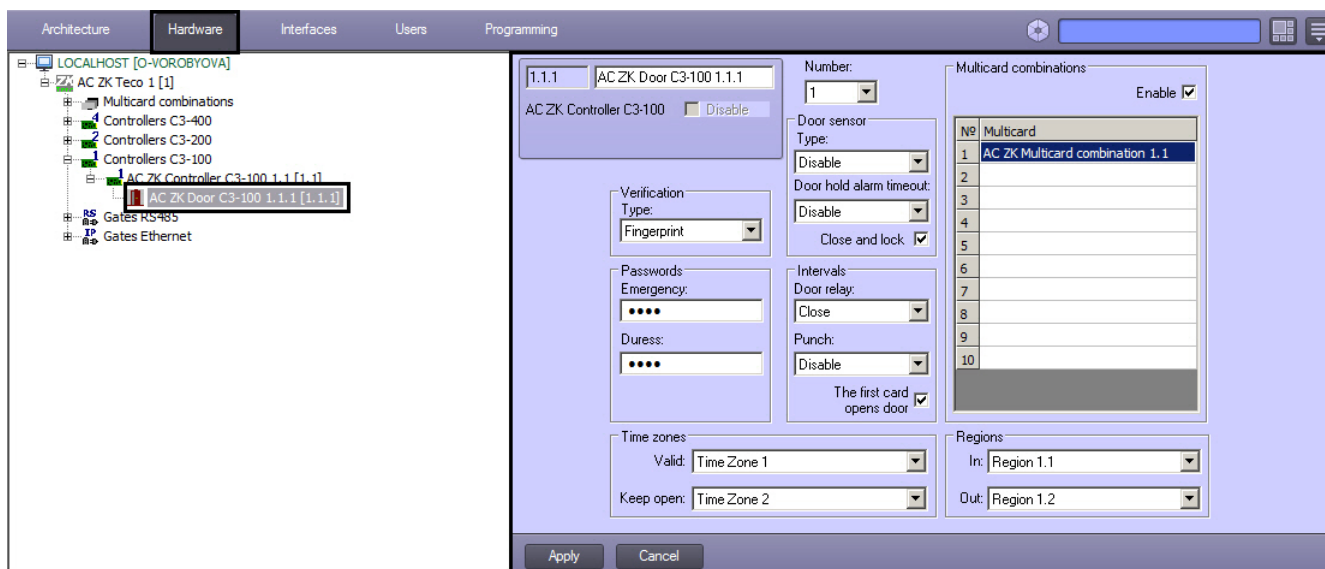 Architecture Hardware Interfaces Users Programming
LOCALHOST [O-VOROBYOVA]
AC ZK Teco 1 [1]
Multicard combinations
4 Controllers C3-400
2 Controllers C3-200
1 Controllers C3-100
1 AC ZK Controller C3-100 1.1 [1.1]
AC ZK Door C3-100 1.1.1 [1.1.1]
RS Gates RS485
IP Gates Ethernet
1.1.1 AC ZK Door C3-100 1.1.1
AC ZK Controller C3-100 Disable
Verification
Type:
Fingerprint
Passwords
Emergency:
••••
Duress:
••••
Number:
1
Door sensor
Type:
Disable
Door hold alarm timeout:
Disable
Close and lock
Intervals
Door relay:
Close
Punch:
Disable
The first card
opens door
Multicard combinations
Enable
Nº Multicard
1 AC ZK Multicard combination 1.1
2
3
4
5
6
7
8
9
10
Time zones
Valid: Time Zone 1
Keep open: Time Zone 2
Regions
In: Region 1.1
Out: Region 1.2
Apply Cancel